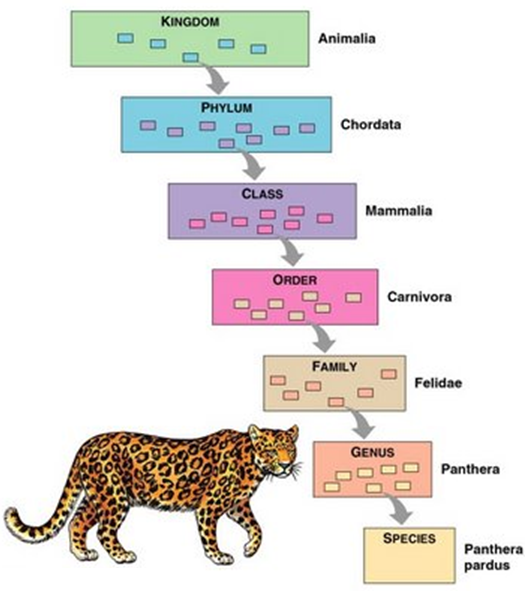 KINGDOM
Animalia
PHYLUM
Chordata
CLASS
Mammalia
ORDER
Carnivora
FAMILY
Felidae
GENUS
Panthera
SPECIES
Panthera
pardus